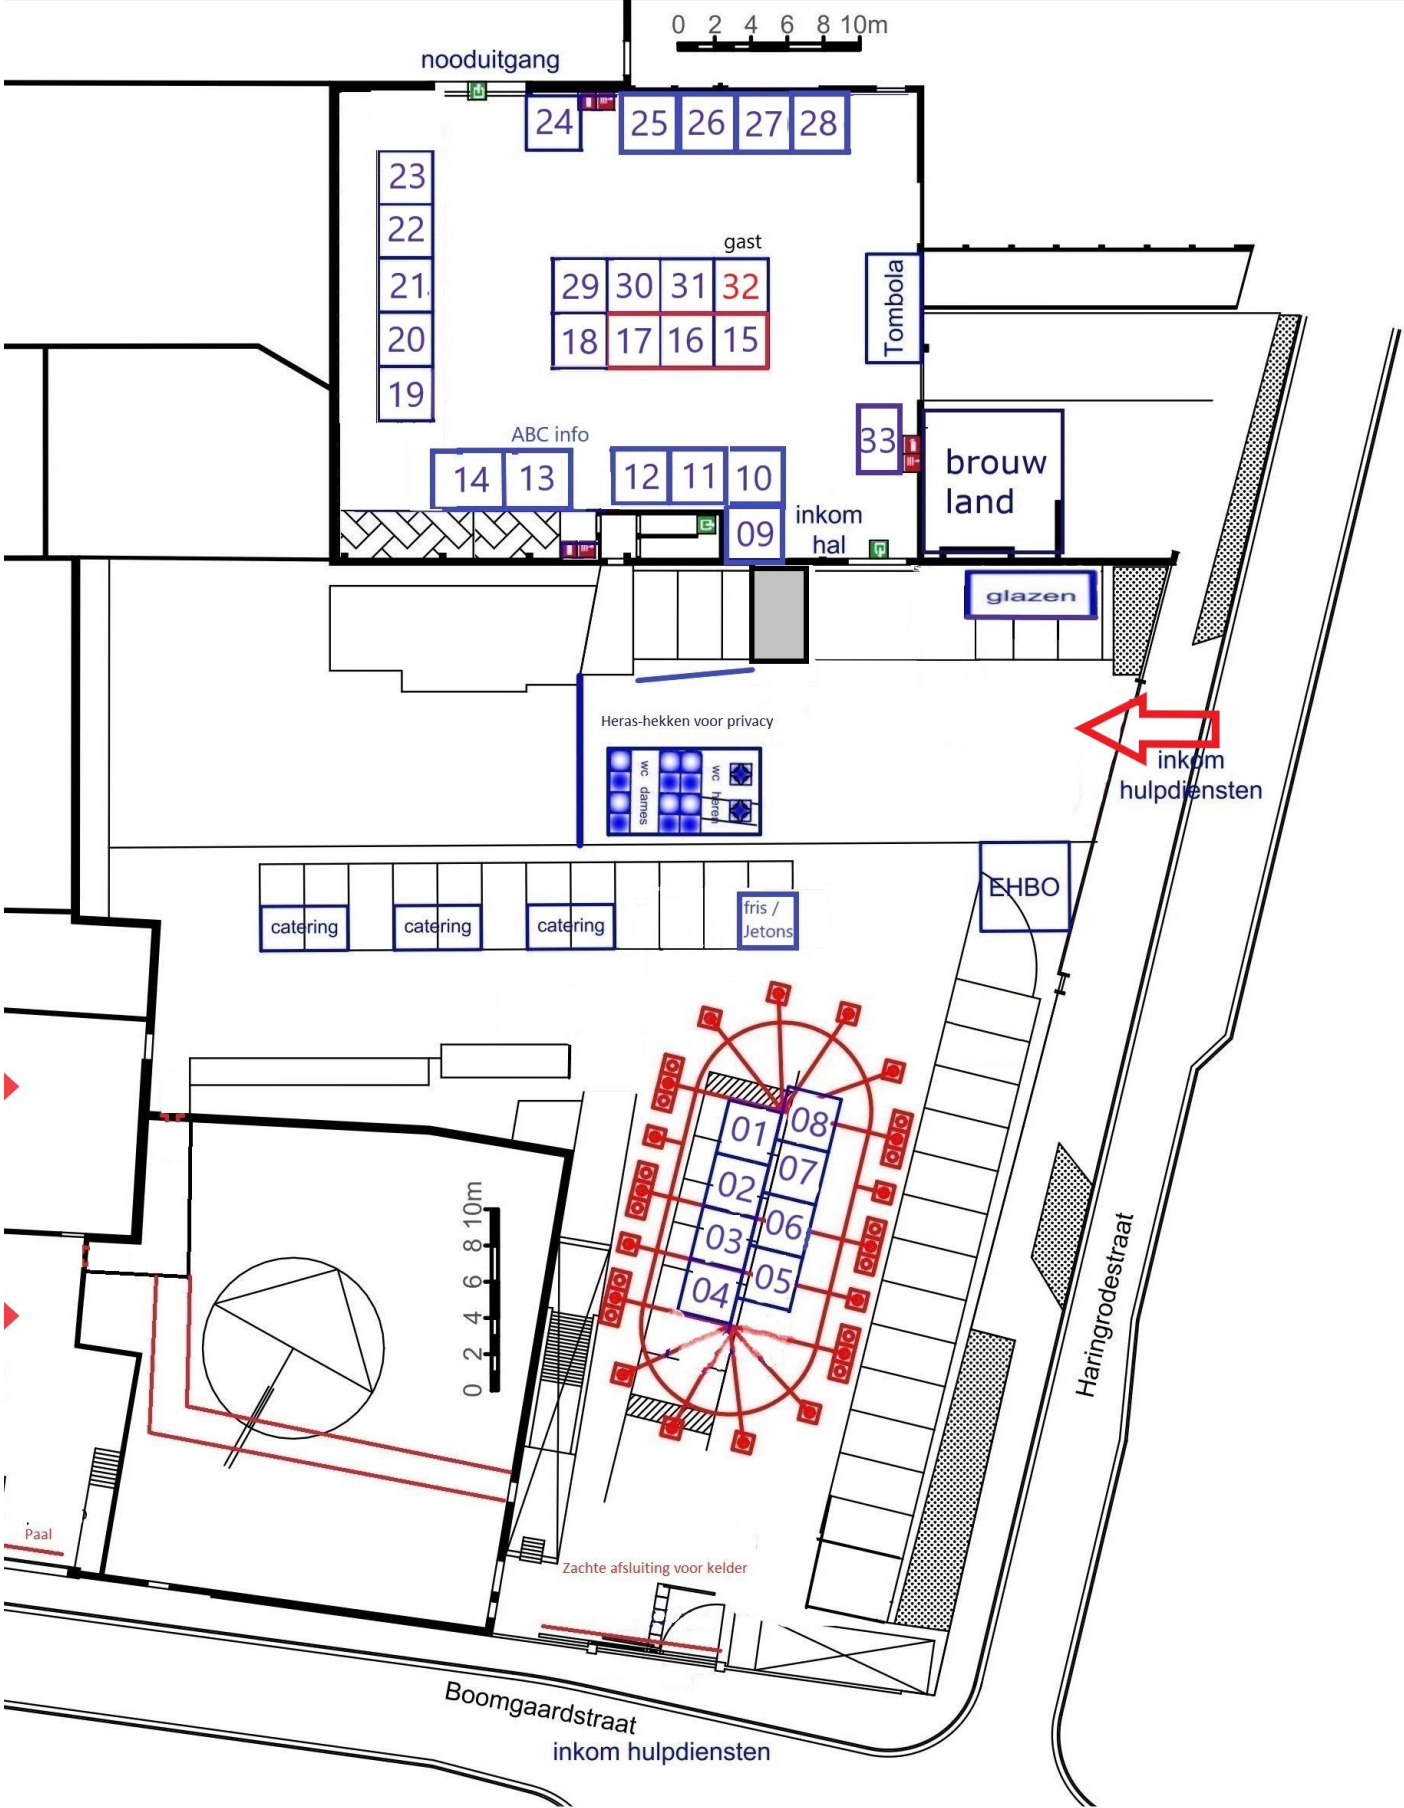 0 2 4 6 8 10m
nooduitgang
24
25 26 27 28
23
22
21
20
19
gast
29 30 31 32
18 17 16 15
Tombola
33
ABC info
14 13
12 11 10
09
inkom
hal
brouw
land
glazen
Heras-hekken voor privacy
wc dames
wc heren
inkom
hulpdiensten
EHBO
catering
catering
catering
fris /
Jetons
01
02
03
04
08
07
06
05
0 2 4 6 8 10m
Haringrodestraat
Paal
Zachte afsluiting voor kelder
Boomgaardstraat
inkom hulpdiensten